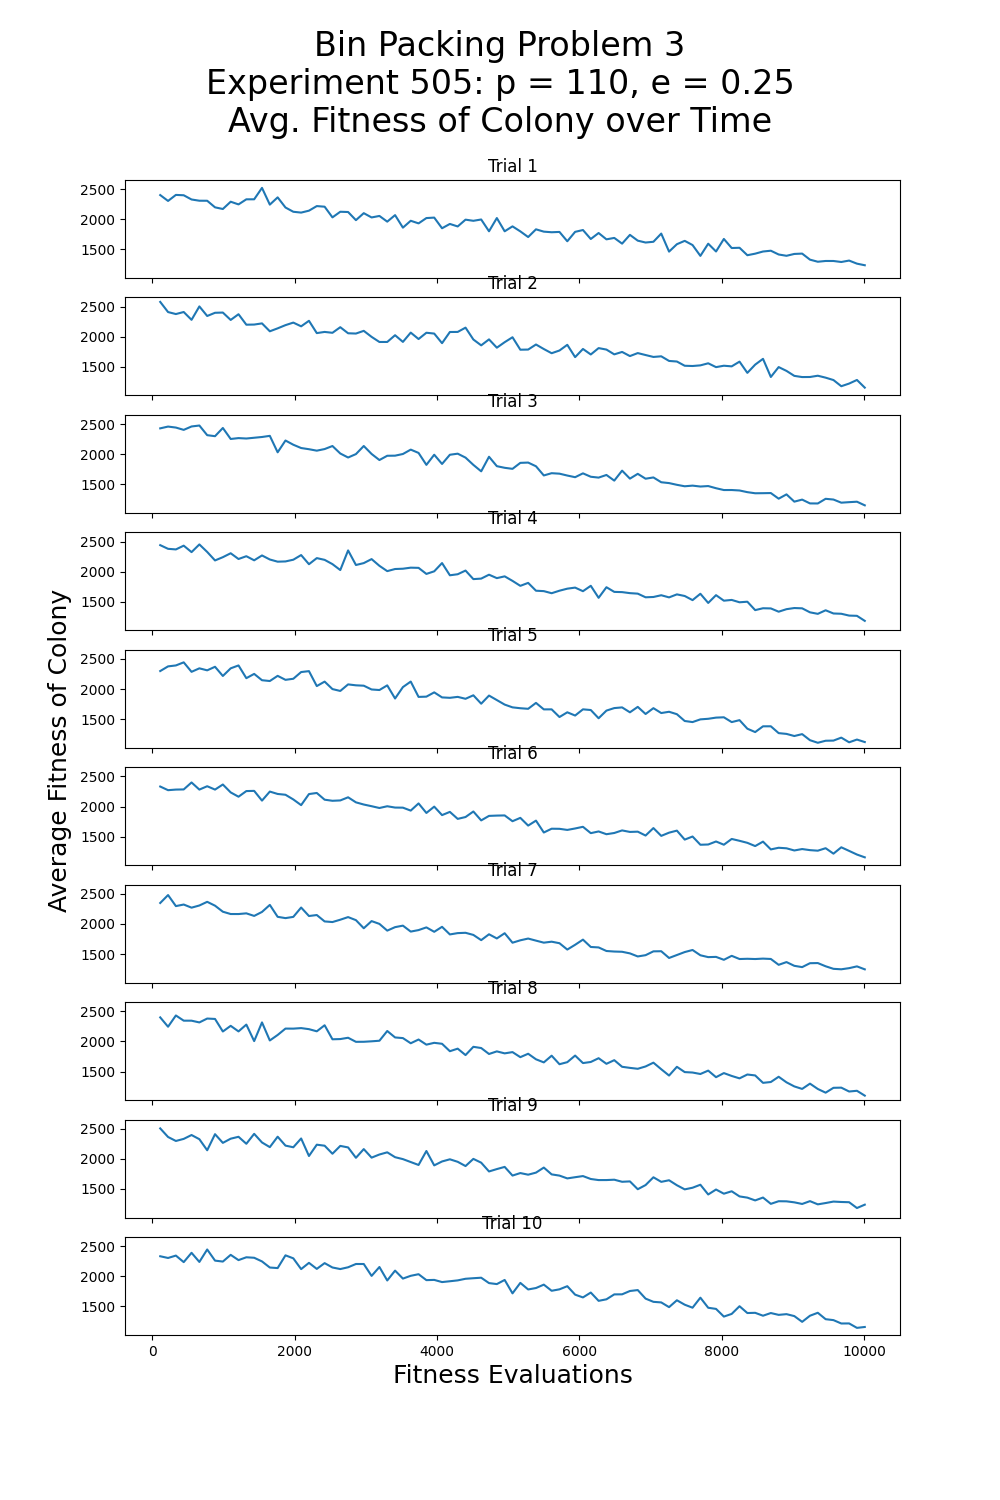 Bin Packing Problem 3
Experiment 505: p = 110, e = 0.25
Avg. Fitness of Colony over Time
Trial 1
2500
2000
1500
Trial 2
2500
2000
1500
Trial 3
2500
2000
1500
Trial 4
2500
2000
1500
Trial 5
2500
2000
1500
Trial 6
2500
2000
1500
Trial 7
2500
2000
1500
Trial 8
2500
2000
1500
Trial 9
2500
2000
1500
Trial 10
2500
2000
1500
0 2000 4000 6000 8000 10000
Fitness Evaluations
Average Fitness of Colony